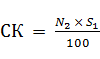 СК = N₂ × S₁ / 100